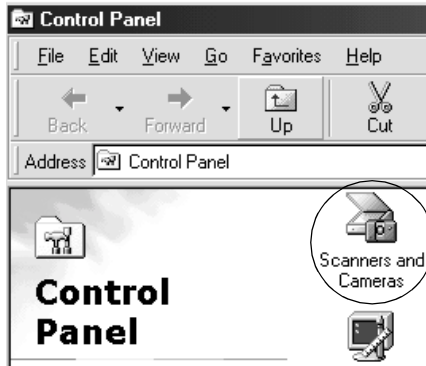 Control Panel
File Edit View Go Favorites Help
Back Forward Up Cut
Address Control Panel
Scanners and
Cameras
Control
Panel